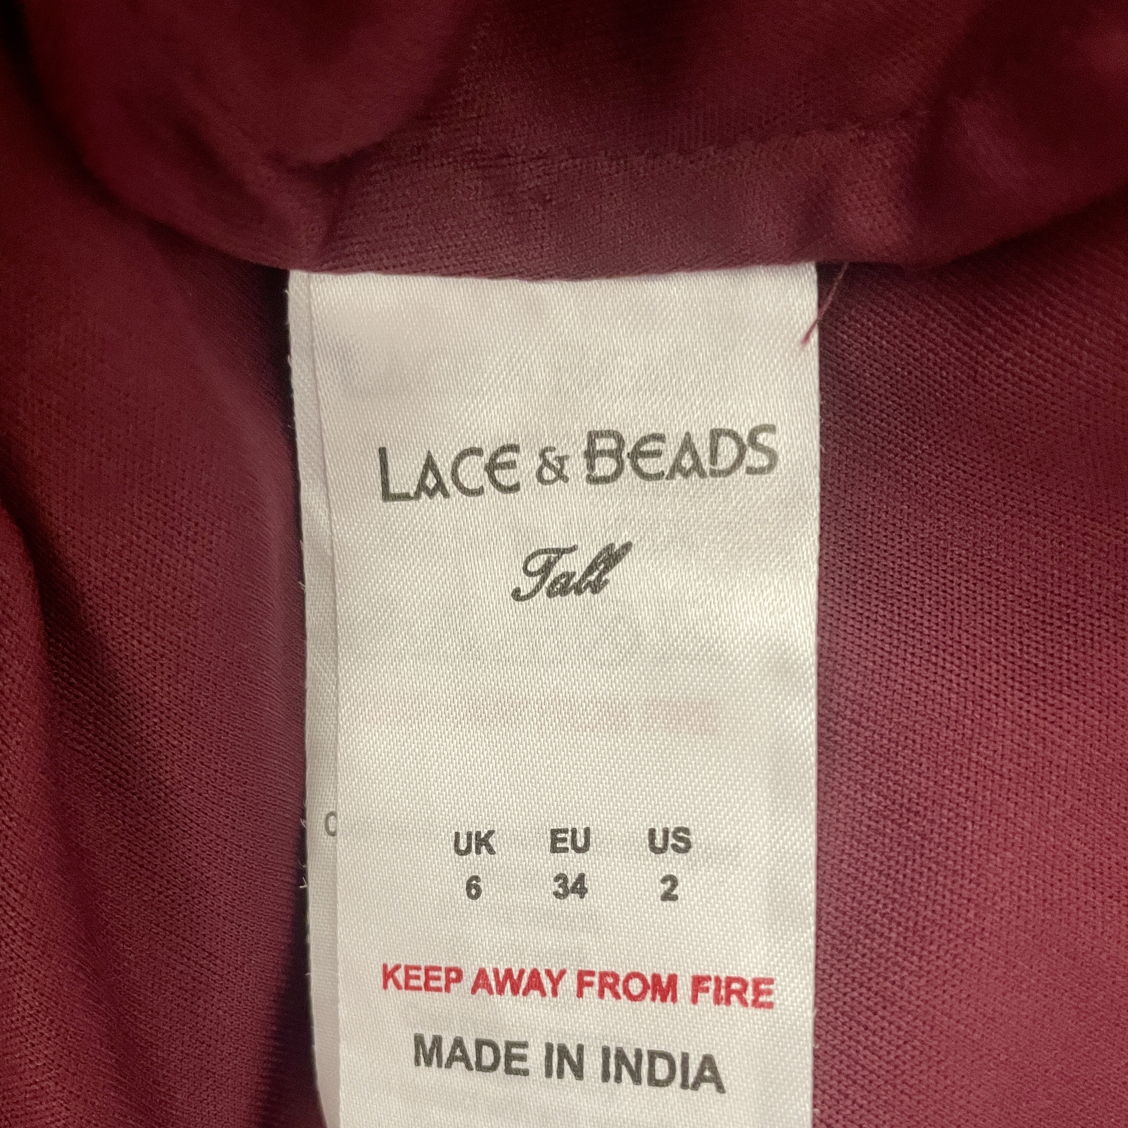 LACE & BEADS
Tall
UK EU US
6 34 2
KEEP AWAY FROM FIRE
MADE IN INDIA